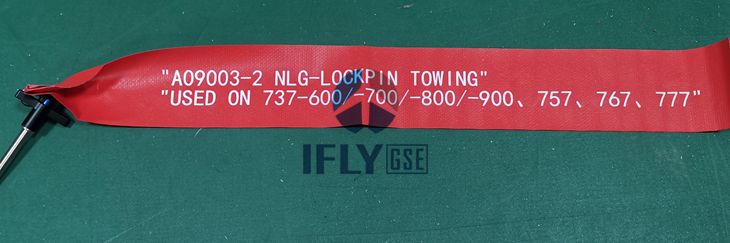 "A09003-2 NLG-LOCKPIN TOWING"
"USED ON 737-600/-700/-800/-900、757、767、777"
IFLY GSE